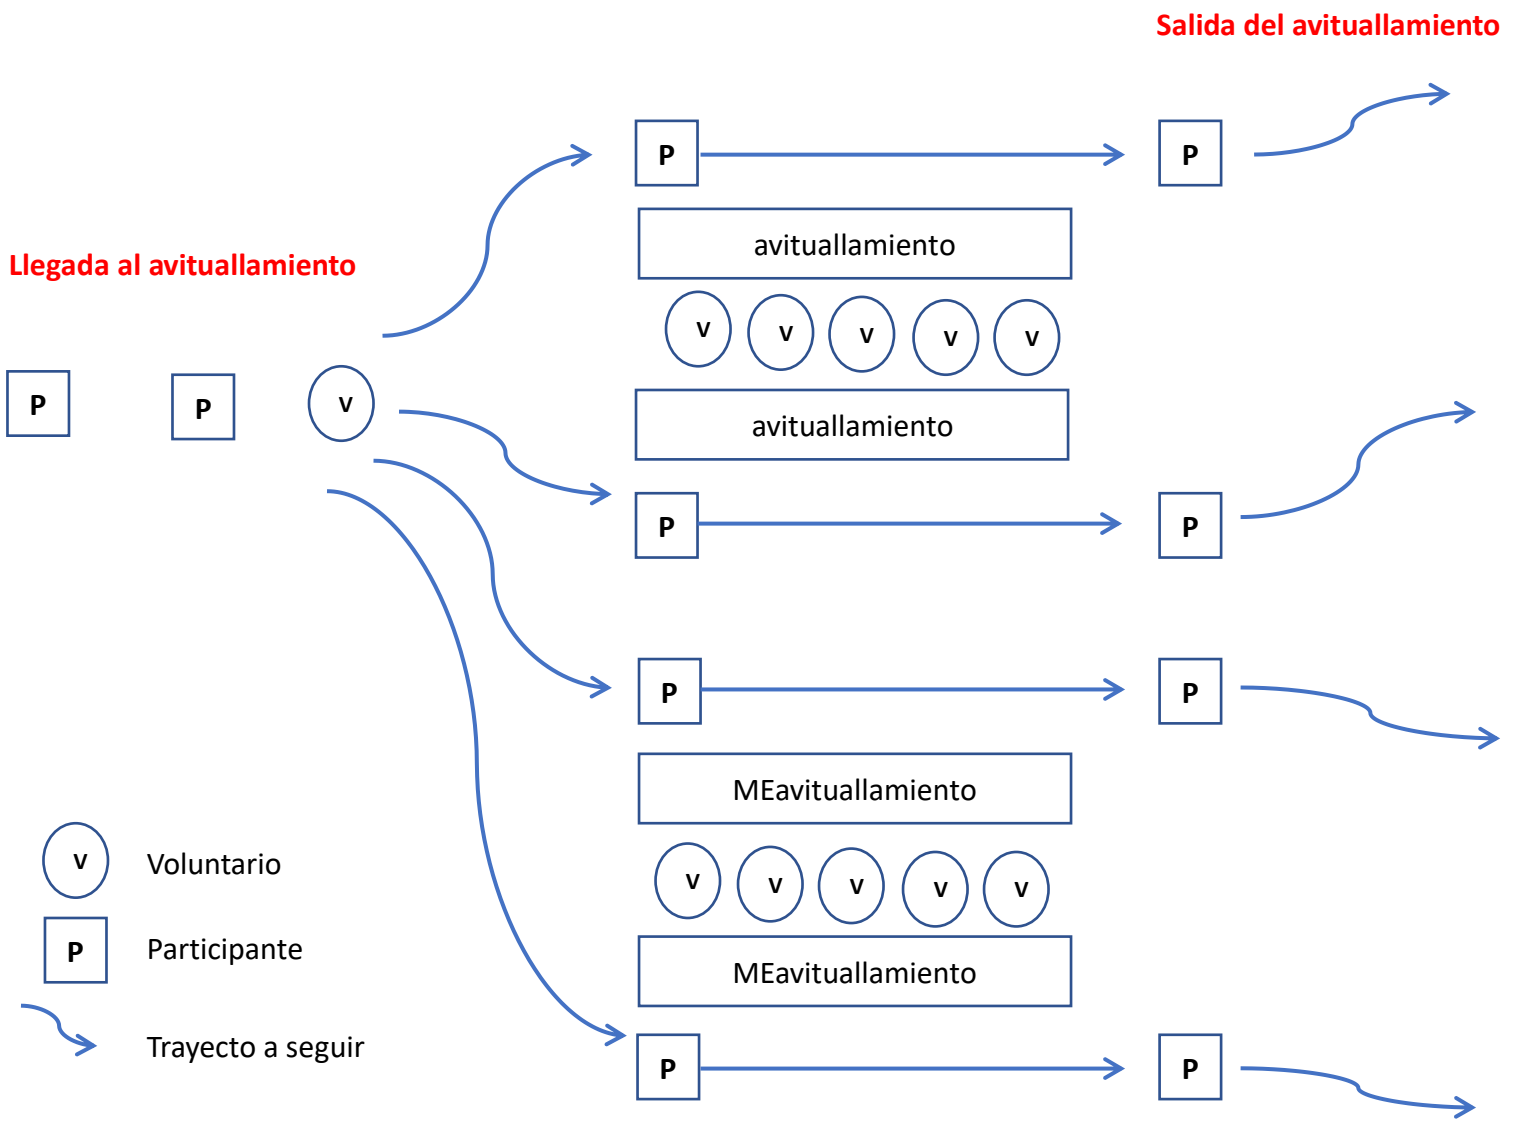 Salida del avituallamiento
P
P
avituallamiento
Llegada al avituallamiento
V V V V V
P
P
V
avituallamiento
P
P
P
P
MEavituallamiento
V V V V V
V Voluntario
P Participante
MEavituallamiento
Trayecto a seguir
P
P